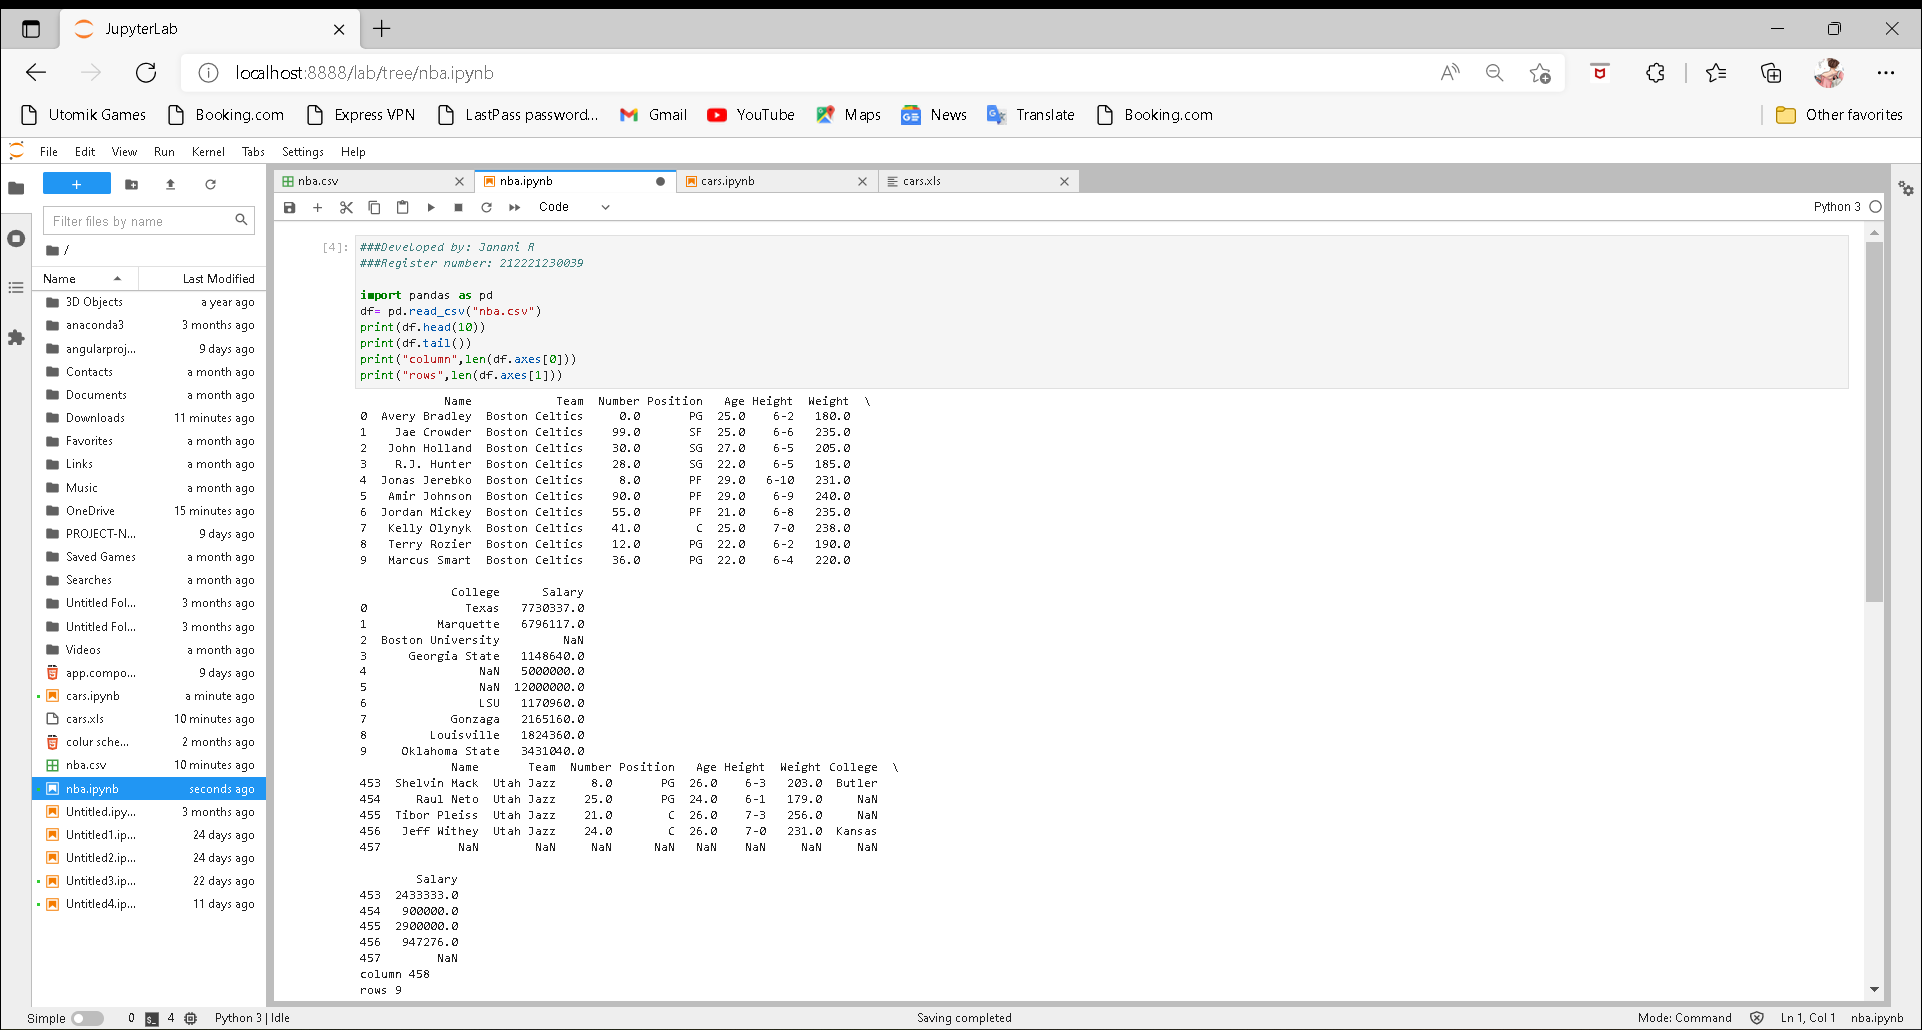 JupyterLab
localhost:8888/lab/tree/nba.ipynb
Utomik Games Booking.com Express VPN LastPass password... Gmail YouTube Maps News Translate Booking.com Other favorites
File Edit View Run Kernel Tabs Settings Help
nba.csv nba.ipynb cars.ipynb cars.xls
Code Python 3
Filter files by name
/
Name Last Modified
3D Objects a year ago
anaconda3 3 months ago
angularproj... 9 days ago
Contacts a month ago
Documents a month ago
Downloads 11 minutes ago
Favorites a month ago
Links a month ago
Music a month ago
OneDrive 15 minutes ago
PROJECT-N... 9 days ago
Saved Games a month ago
Searches a month ago
Untitled Fol... 3 months ago
Untitled Fol... 3 months ago
Videos a month ago
app.compo... 9 days ago
cars.ipynb a minute ago
cars.xls 10 minutes ago
colur sche... 2 months ago
nba.csv 10 minutes ago
nba.ipynb seconds ago
Untitled.ipy... 3 months ago
Untitled1.ip... 24 days ago
Untitled2.ip... 24 days ago
Untitled3.ip... 22 days ago
Untitled4.ip... 11 days ago
[4]: ###Developed by: Janani R
###Register number: 212221230039
import pandas as pd
df= pd.read_csv("nba.csv")
print(df.head(10))
print(df.tail())
print("column",len(df.axes[0]))
print("rows",len(df.axes[1]))
Name Team Number Position Age Height Weight \
0 Avery Bradley Boston Celtics 0.0 PG 25.0 6-2 180.0
1 Jae Crowder Boston Celtics 99.0 SF 25.0 6-6 235.0
2 John Holland Boston Celtics 30.0 SG 27.0 6-5 205.0
3 R.J. Hunter Boston Celtics 28.0 SG 22.0 6-5 185.0
4 Jonas Jerebko Boston Celtics 8.0 PF 29.0 6-10 231.0
5 Amir Johnson Boston Celtics 90.0 PF 29.0 6-9 240.0
6 Jordan Mickey Boston Celtics 55.0 PF 21.0 6-8 235.0
7 Kelly Olynyk Boston Celtics 41.0 C 25.0 7-0 238.0
8 Terry Rozier Boston Celtics 12.0 PG 22.0 6-2 190.0
9 Marcus Smart Boston Celtics 36.0 PG 22.0 6-4 220.0
College Salary
0 Texas 7730337.0
1 Marquette 6796117.0
2 Boston University NaN
3 Georgia State 1148640.0
4 NaN 5000000.0
5 NaN 12000000.0
6 LSU 1170960.0
7 Gonzaga 2165160.0
8 Louisville 1824360.0
9 Oklahoma State 3431040.0
Name Team Number Position Age Height Weight College \
453 Shelvin Mack Utah Jazz 8.0 PG 26.0 6-3 203.0 Butler
454 Raul Neto Utah Jazz 25.0 PG 24.0 6-1 179.0 NaN
455 Tibor Pleiss Utah Jazz 21.0 C 26.0 7-3 256.0 NaN
456 Jeff Withey Utah Jazz 24.0 C 26.0 7-0 231.0 Kansas
457 NaN NaN NaN NaN NaN NaN NaN NaN
Salary
453 2433333.0
454 900000.0
455 2900000.0
456 947276.0
457 NaN
column 458
rows 9
Simple 0 4 Python 3 | Idle Saving completed Mode: Command Ln 1, Col 1 nba.ipynb